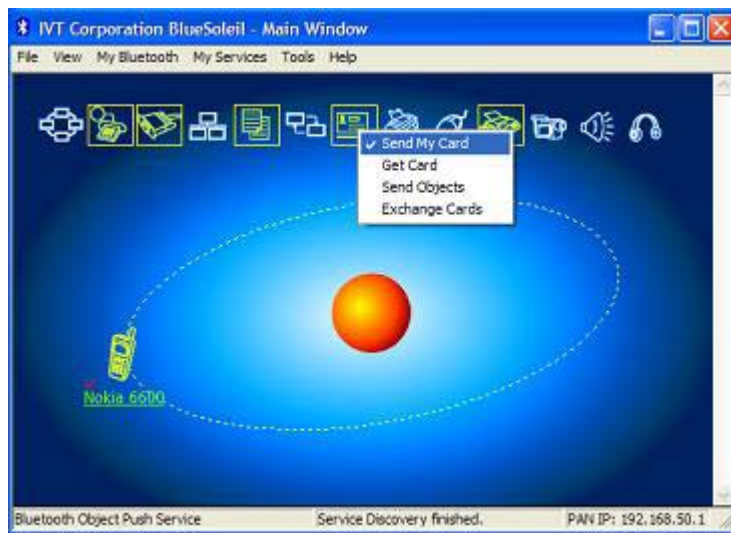 IVT Corporation BlueSoleil - Main Window
File View My Bluetooth My Services Tools Help
Send My Card
Get Card
Send Objects
Exchange Cards
Nokia 6600
Bluetooth Object Push Service Service Discovery finished. PAN IP: 192.168.50.1